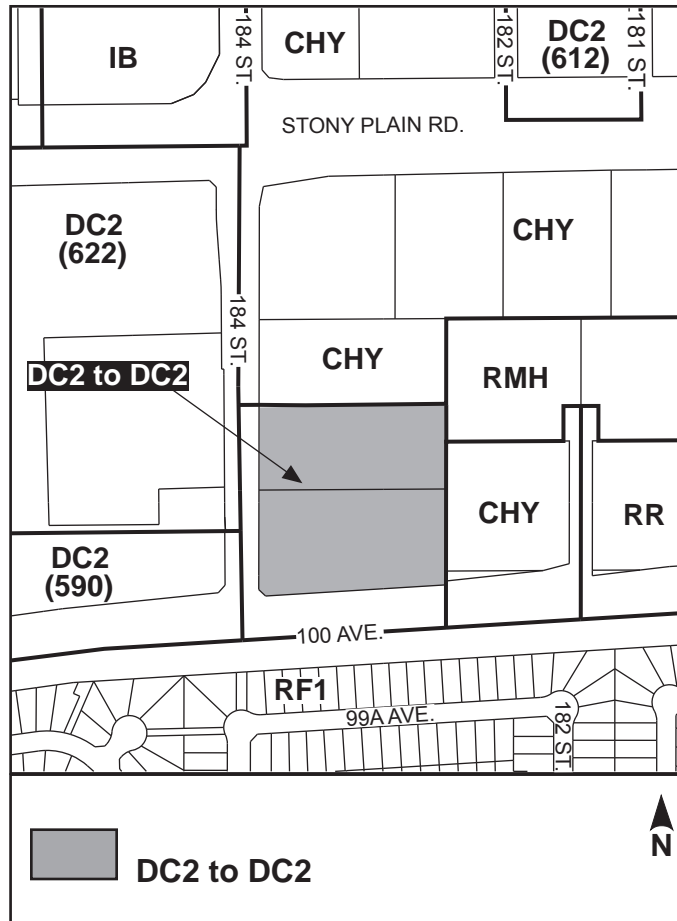 IB
184 ST.
CHY
182 ST.
DC2
(612)
181 ST.
STONY PLAIN RD.
DC2
(622)
CHY
184 ST.
CHY
DC2 to DC2
RMH
CHY
RR
DC2
(590)
100 AVE.
RF1
99A AVE.
182 ST.
N
DC2 to DC2